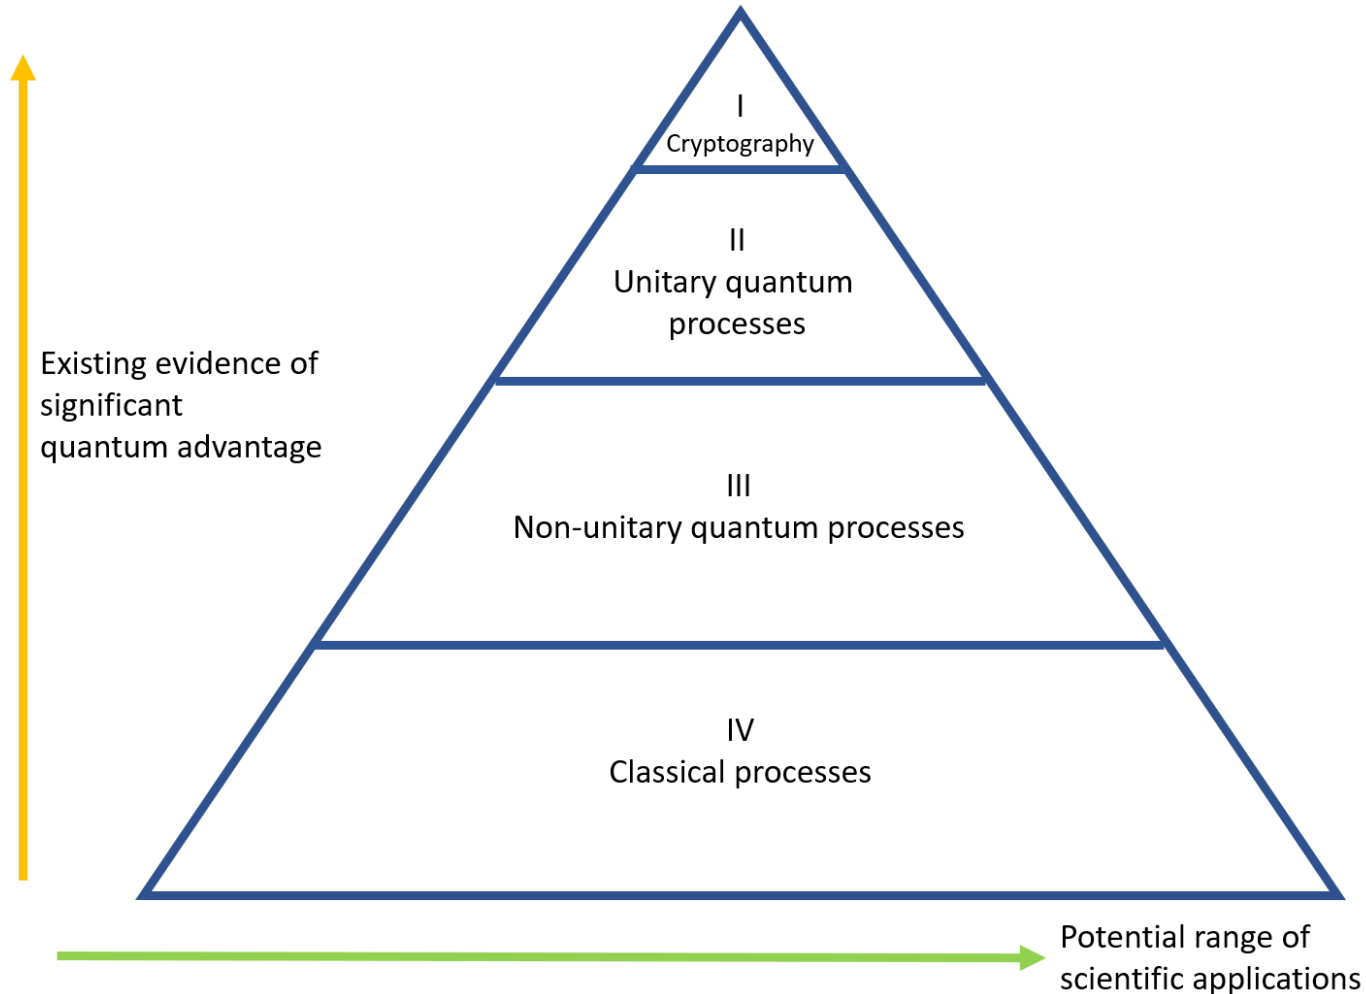 I
Cryptography
II
Unitary quantum
processes
Existing evidence of
significant
quantum advantage
III
Non-unitary quantum processes
IV
Classical processes
Potential range of
scientific applications